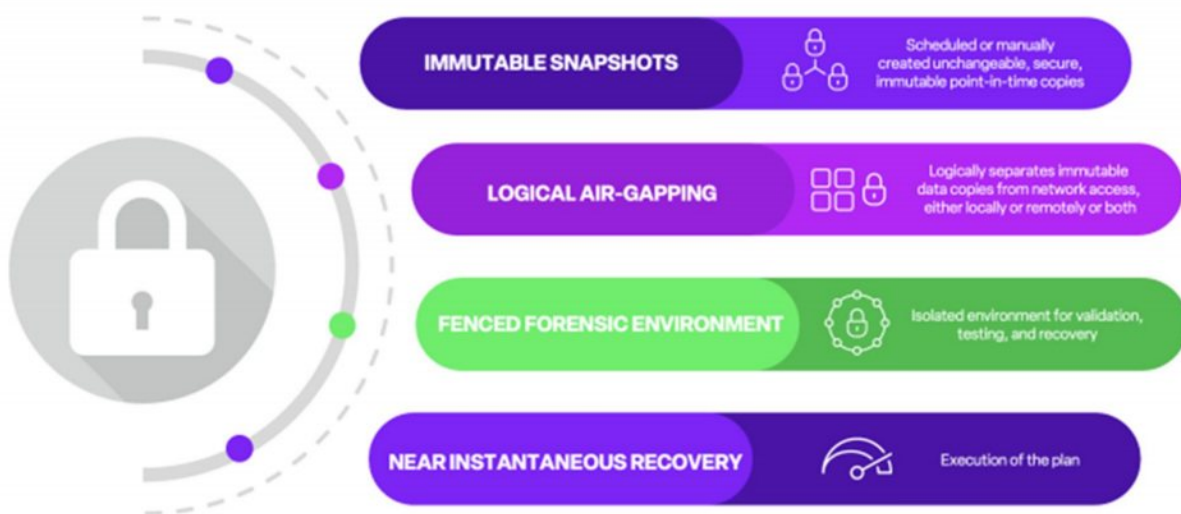 IMMUTABLE SNAPSHOTS
Scheduled or manually
created unchangeable, secure,
immutable point-in-time copies
LOGICAL AIR-GAPPING
Logically separates immutable
data copies from network access,
either locally or remotely or both
FENCED FORENSIC ENVIRONMENT
Isolated environment for validation,
testing, and recovery
NEAR INSTANTANEOUS RECOVERY
Execution of the plan